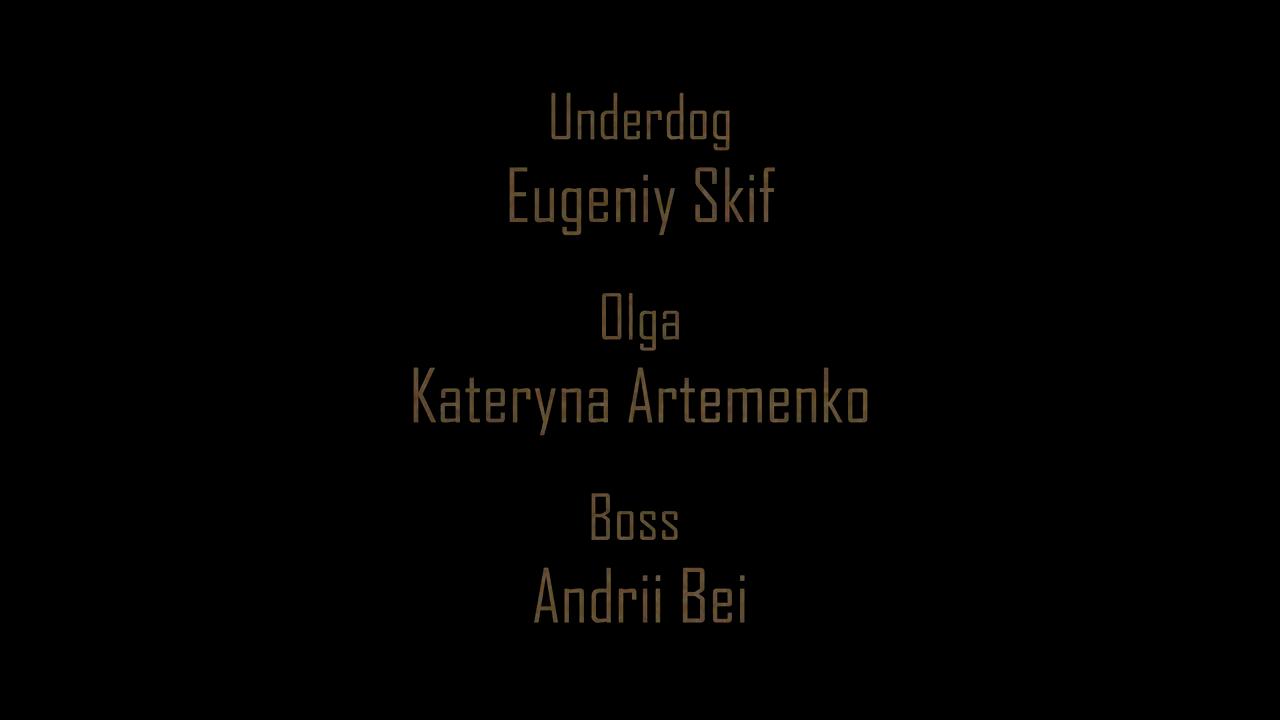 Underdog
Eugeniy Skif
Olga
Kateryna Artemenko
Boss
Andrii Bei